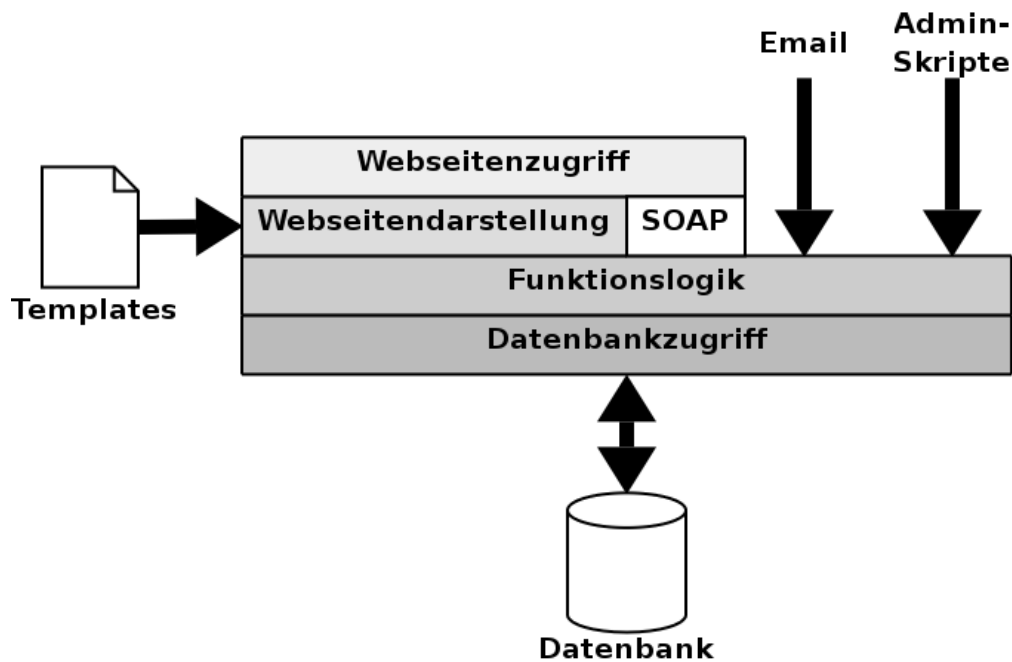 Email
Admin-
Skripte
Webseitenzugriff
Webseitendarstellung
SOAP
Funktionslogik
Templates
Datenbankzugriff
Datenbank